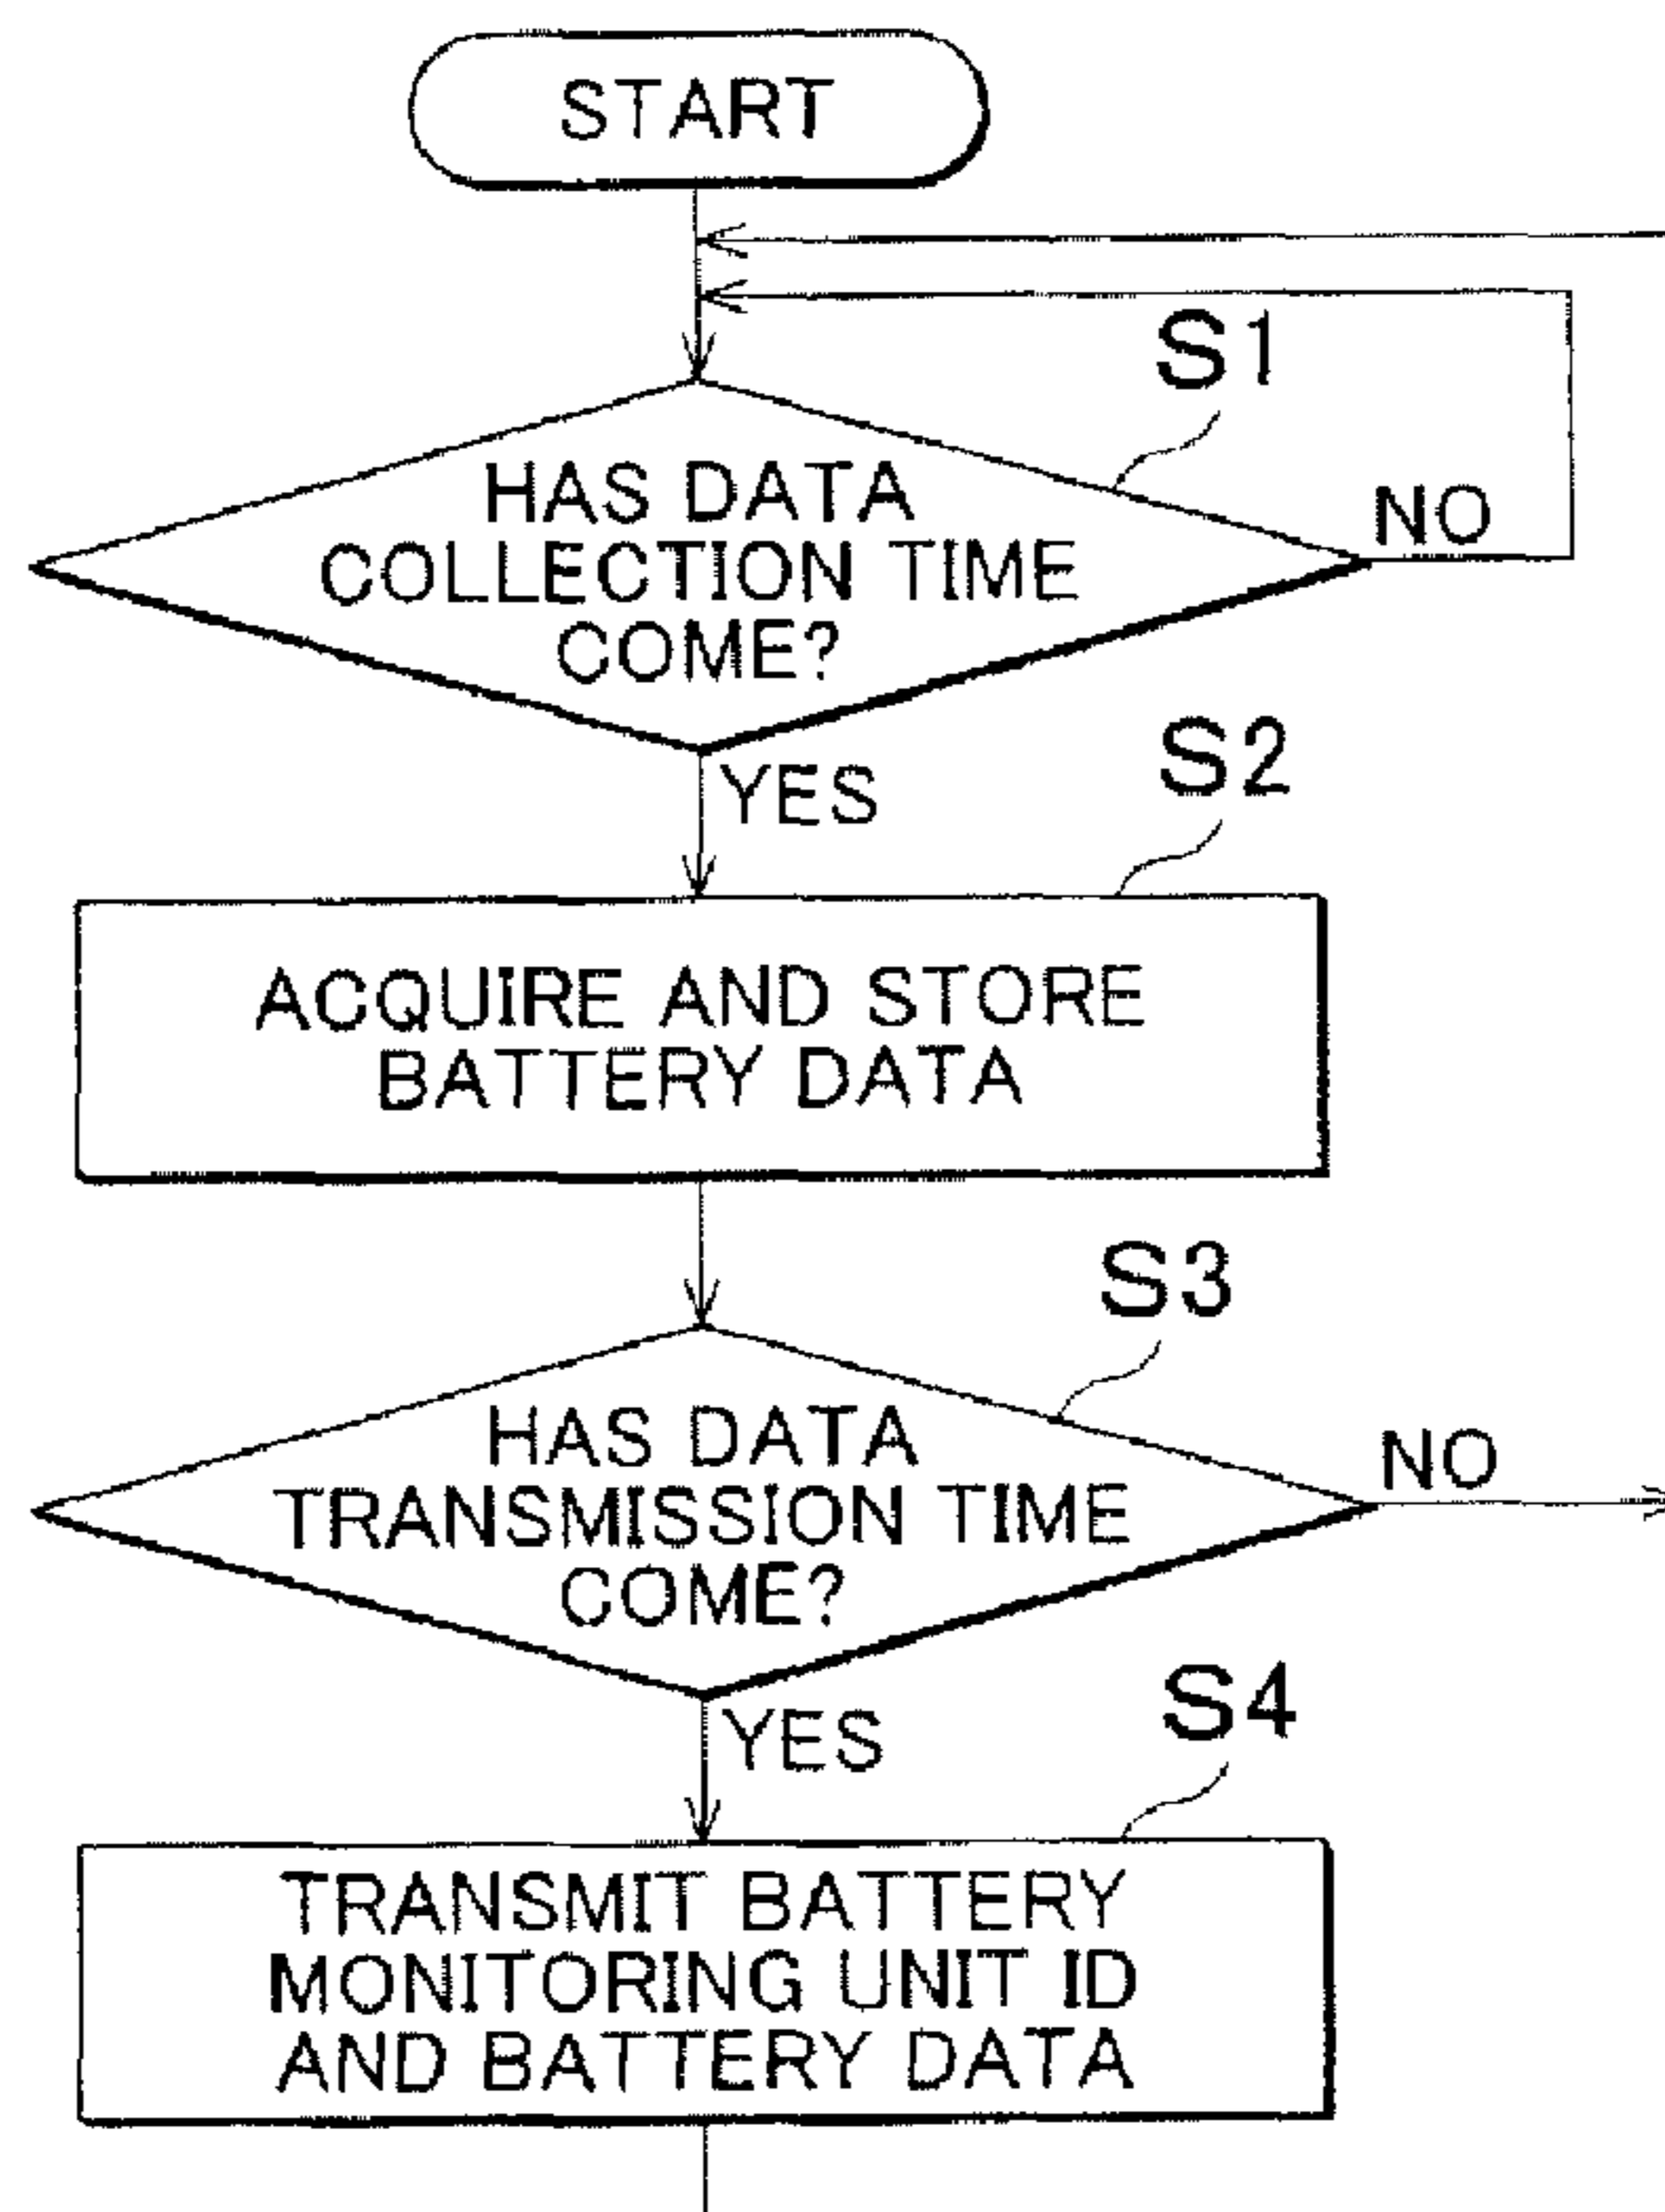 START
S1
HAS DATA
COLLECTION TIME
COME?
NO
YES
S2
ACQUIRE AND STORE
BATTERY DATA
S3
HAS DATA
TRANSMISSION TIME
COME?
NO
YES
S4
TRANSMIT BATTERY
MONITORING UNIT ID
AND BATTERY DATA